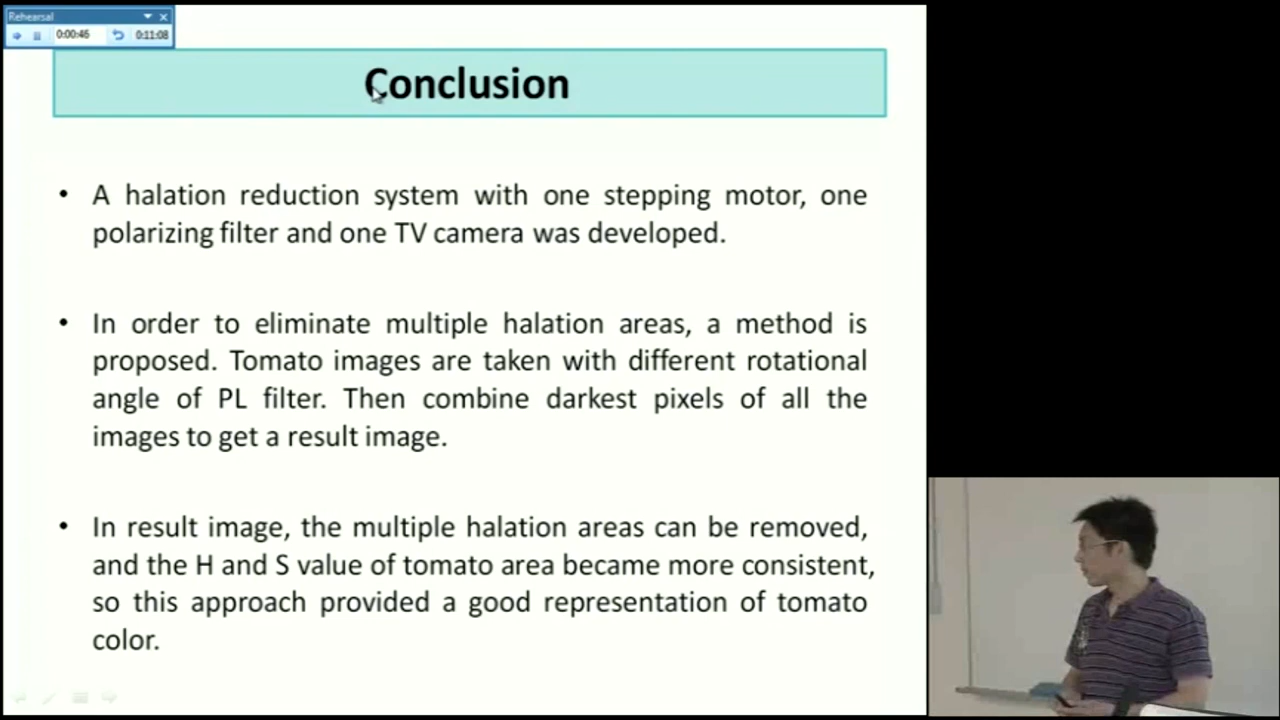 Rehearsal
0:00:46
0:11:08
Conclusion
• A halation reduction system with one stepping motor, one
polarizing filter and one TV camera was developed.
• In order to eliminate multiple halation areas, a method is
proposed. Tomato images are taken with different rotational
angle of PL filter. Then combine darkest pixels of all the
images to get a result image.
• In result image, the multiple halation areas can be removed,
and the H and S value of tomato area became more consistent,
so this approach provided a good representation of tomato
color.